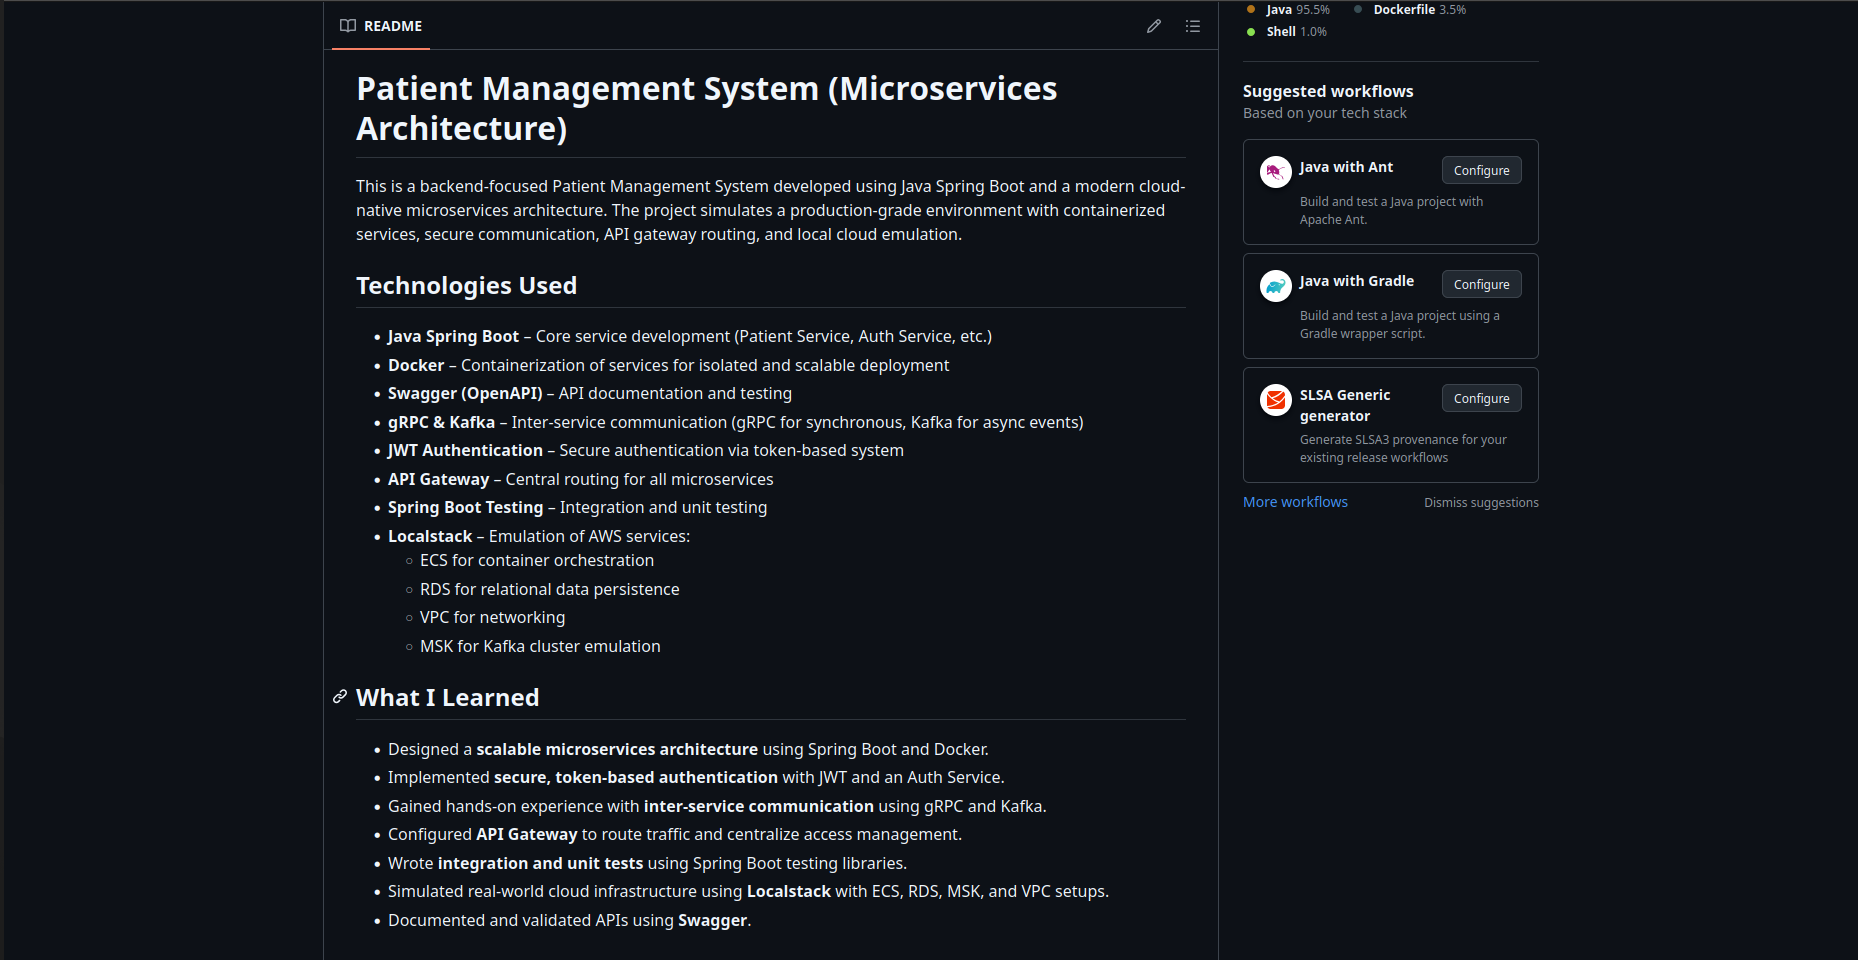 README
Patient Management System (Microservices
Architecture)
This is a backend-focused Patient Management System developed using Java Spring Boot and a modern cloud-
native microservices architecture. The project simulates a production-grade environment with containerized
services, secure communication, API gateway routing, and local cloud emulation.
Technologies Used
• Java Spring Boot – Core service development (Patient Service, Auth Service, etc.)
• Docker – Containerization of services for isolated and scalable deployment
• Swagger (OpenAPI) – API documentation and testing
• gRPC & Kafka – Inter-service communication (gRPC for synchronous, Kafka for async events)
• JWT Authentication – Secure authentication via token-based system
• API Gateway – Central routing for all microservices
• Spring Boot Testing – Integration and unit testing
• Localstack – Emulation of AWS services:
○ ECS for container orchestration
○ RDS for relational data persistence
○ VPC for networking
○ MSK for Kafka cluster emulation
What I Learned
• Designed a scalable microservices architecture using Spring Boot and Docker.
• Implemented secure, token-based authentication with JWT and an Auth Service.
• Gained hands-on experience with inter-service communication using gRPC and Kafka.
• Configured API Gateway to route traffic and centralize access management.
• Wrote integration and unit tests using Spring Boot testing libraries.
• Simulated real-world cloud infrastructure using Localstack with ECS, RDS, MSK, and VPC setups.
• Documented and validated APIs using Swagger.
Java 95.5% Dockerfile 3.5%
Shell 1.0%
Suggested workflows
Based on your tech stack
Java with Ant
Configure
Build and test a Java project with
Apache Ant.
Java with Gradle
Configure
Build and test a Java project using a
Gradle wrapper script.
SLSA Generic
generator
Configure
Generate SLSA3 provenance for your
existing release workflows
More workflows
Dismiss suggestions